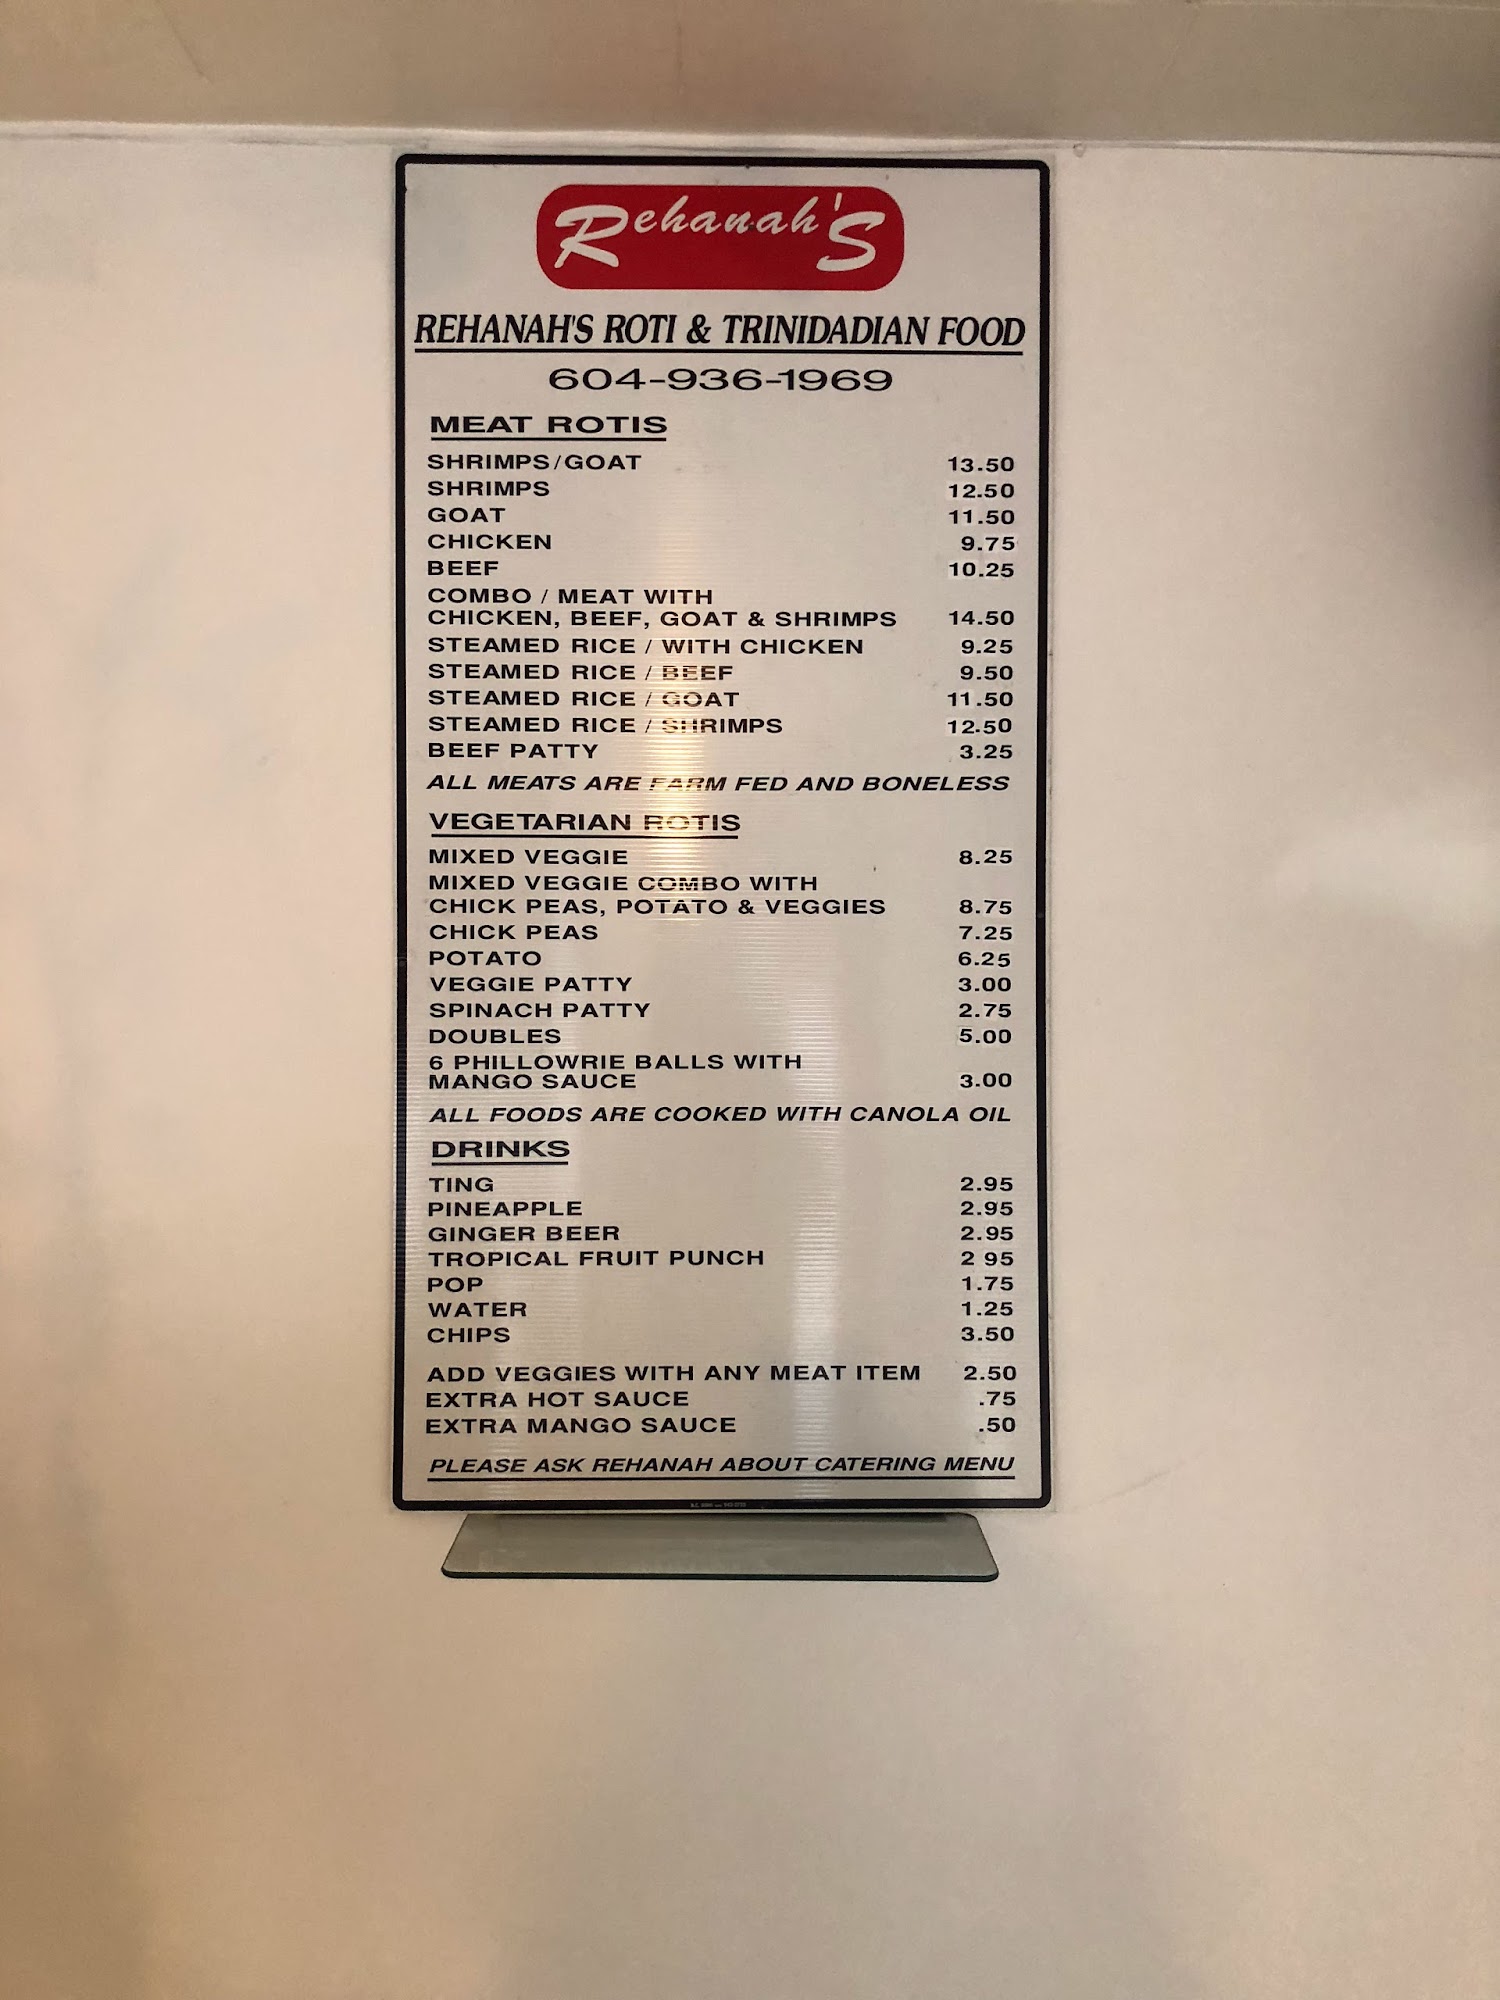 Rehanah's
REHANAH'S ROTI & TRINIDADIAN FOOD
604-936-1969
MEAT ROTIS
SHRIMPS/GOAT 13.50
SHRIMPS 12.50
GOAT 11.50
CHICKEN 9.75
BEEF 10.25
COMBO / MEAT WITH
CHICKEN, BEEF, GOAT & SHRIMPS 14.50
STEAMED RICE / WITH CHICKEN 9.25
STEAMED RICE / BEEF 9.50
STEAMED RICE / GOAT 11.50
STEAMED RICE / SHRIMPS 12.50
BEEF PATTY 3.25
ALL MEATS ARE FARM FED AND BONELESS
VEGETARIAN ROTIS
MIXED VEGGIE 8.25
MIXED VEGGIE COMBO WITH
CHICK PEAS, POTATO & VEGGIES 8.75
CHICK PEAS 7.25
POTATO 6.25
VEGGIE PATTY 3.00
SPINACH PATTY 2.75
DOUBLES 5.00
6 PHILLOWRIE BALLS WITH
MANGO SAUCE 3.00
ALL FOODS ARE COOKED WITH CANOLA OIL
DRINKS
TING 2.95
PINEAPPLE 2.95
GINGER BEER 2.95
TROPICAL FRUIT PUNCH 2 95
POP 1.75
WATER 1.25
CHIPS 3.50
ADD VEGGIES WITH ANY MEAT ITEM 2.50
EXTRA HOT SAUCE .75
EXTRA MANGO SAUCE .50
PLEASE ASK REHANAH ABOUT CATERING MENU